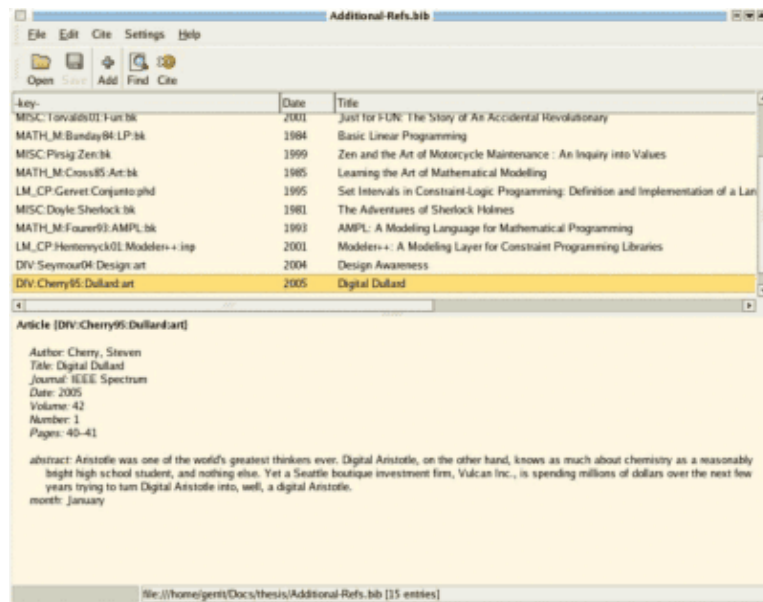 Additional-Refs.bib
File Edit Cite Settings Help
Open Save Add Find Cite
-key- Date Title
MISC:Torvalds01:Fun:bk 2001 Just for FUN: The Story of An Accidental Revolutionary
MATH_M:Bunday84:LP:bk 1984 Basic Linear Programming
MISC:Pirsig:Zen:bk 1999 Zen and the Art of Motorcycle Maintenance : An Inquiry into Values
MATH_M:Cross85:Art:bk 1985 Learning the Art of Mathematical Modelling
LM_CP:Gervet:Conjunto:phd 1995 Set Intervals in Constraint-Logic Programming: Definition and Implementation of a Lan
MISC:Doyle:Sherlock:bk 1981 The Adventures of Sherlock Holmes
MATH_M:Fourer93:AMPL:bk 1993 AMPL: A Modeling Language for Mathematical Programming
LM_CP:Hentenryck01:Modeler++:inp 2001 Modeler++: A Modeling Layer for Constraint Programming Libraries
DIV:Seymour04:Design:art 2004 Design Awareness
DIV:Cherry95:Dullard:art 2005 Digital Dullard
Article [DIV:Cherry95:Dullard:art]
Author: Cherry, Steven
Title: Digital Dullard
Journal: IEEE Spectrum
Date: 2005
Volume: 42
Number: 1
Pages: 40–41
abstract: Aristotle was one of the world's greatest thinkers ever. Digital Aristotle, on the other hand, knows as much about chemistry as a reasonably
bright high school student, and nothing else. Yet a Seattle boutique investment firm, Vulcan Inc., is spending millions of dollars over the next few
years trying to turn Digital Aristotle into, well, a digital Aristotle.
month: January
file:///home/gerrit/Docs/thesis/Additional-Refs.bib [15 entries]